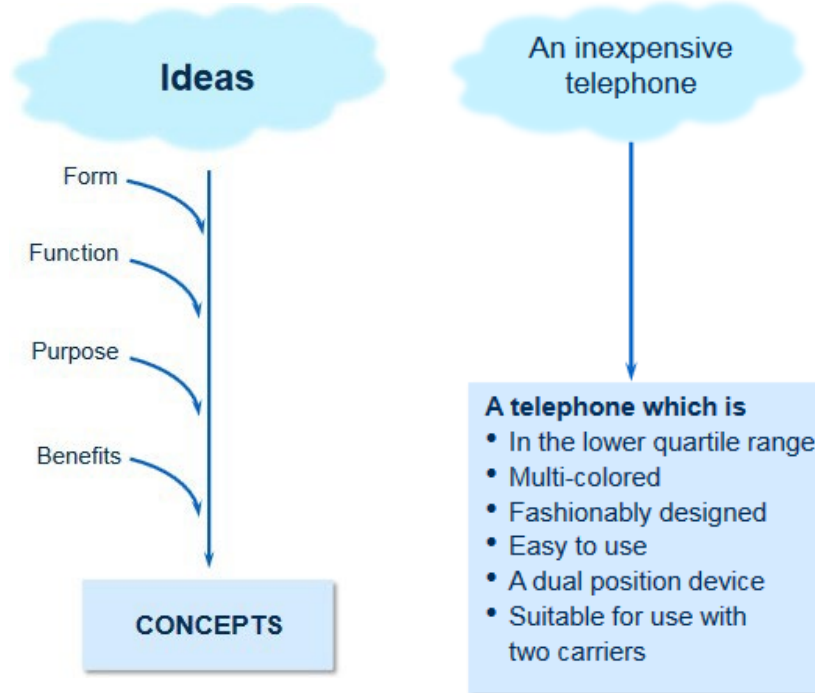 Ideas
Form
Function
Purpose
Benefits
CONCEPTS
An inexpensive
telephone
A telephone which is
• In the lower quartile range
• Multi-colored
• Fashionably designed
• Easy to use
• A dual position device
• Suitable for use with
two carriers